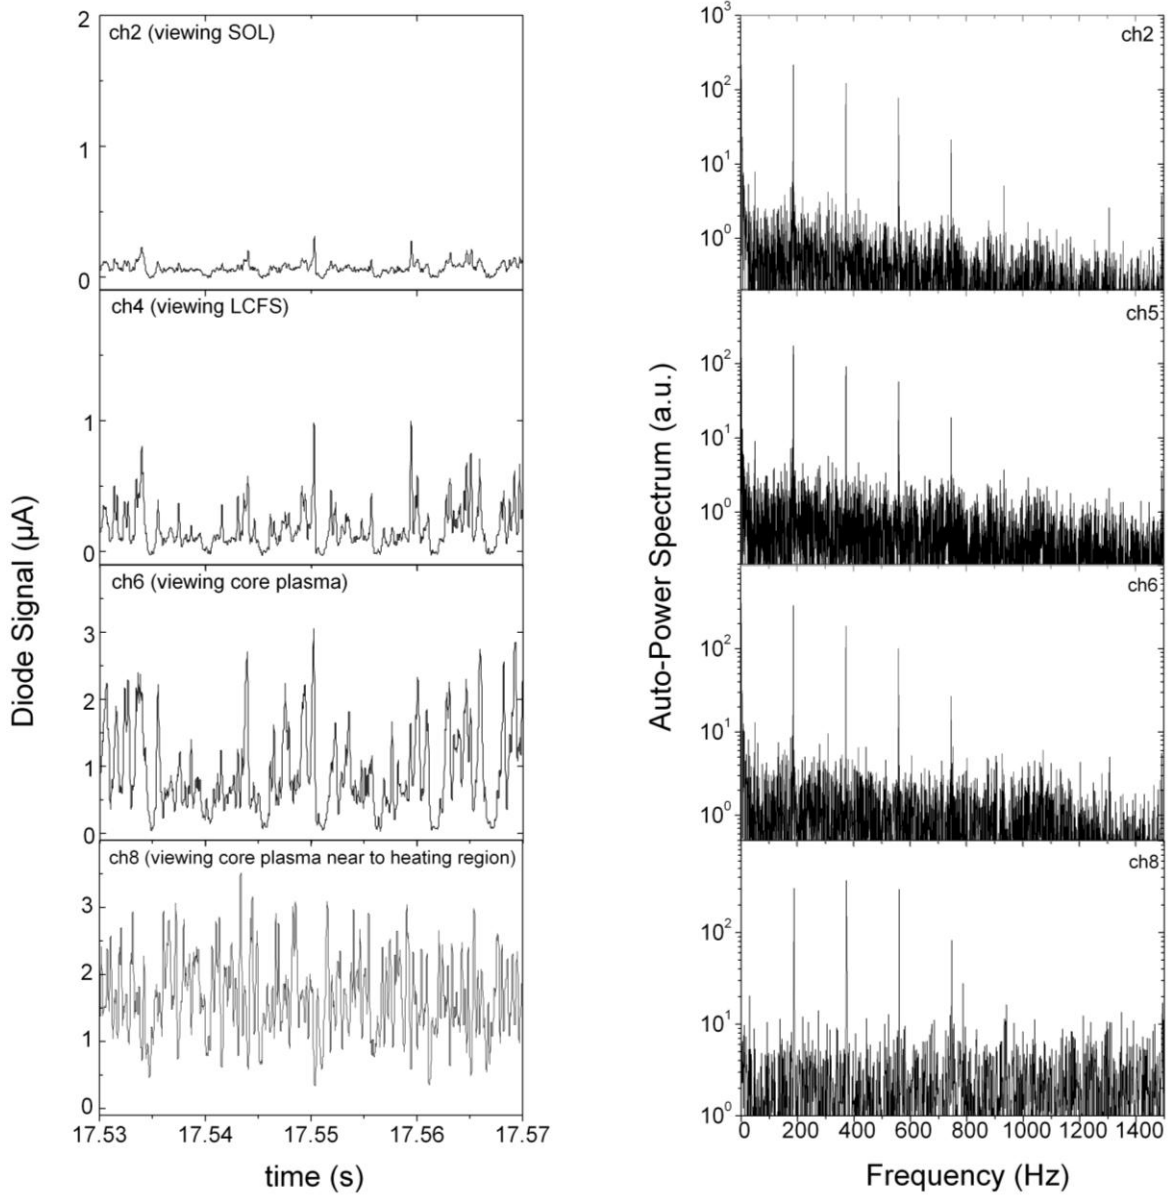 Diode Signal (μA)
2
ch2 (viewing SOL)
1
0
ch4 (viewing LCFS)
1
0
ch6 (viewing core plasma)
3
2
1
0
ch8 (viewing core plasma near to heating region)
3
2
1
0
17.53 17.54 17.55 17.56 17.57
time (s)
Auto-Power Spectrum (a.u.)
10³
ch2
10²
10¹
10⁰
ch5
10²
10¹
10⁰
ch6
10²
10¹
10⁰
ch8
10²
10¹
10⁰
0 200 400 600 800 1000 1200 1400
Frequency (Hz)